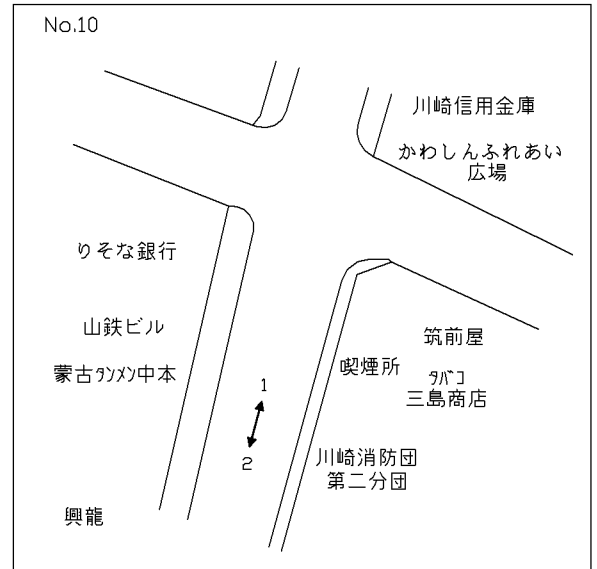 No.10
川崎信用金庫
かわしんふれあい
広場
りそな銀行
山鉄ビル
蒙古タンメン中本
筑前屋
喫煙所
タバコ
三島商店
1
2
川崎消防団
第二分団
興龍